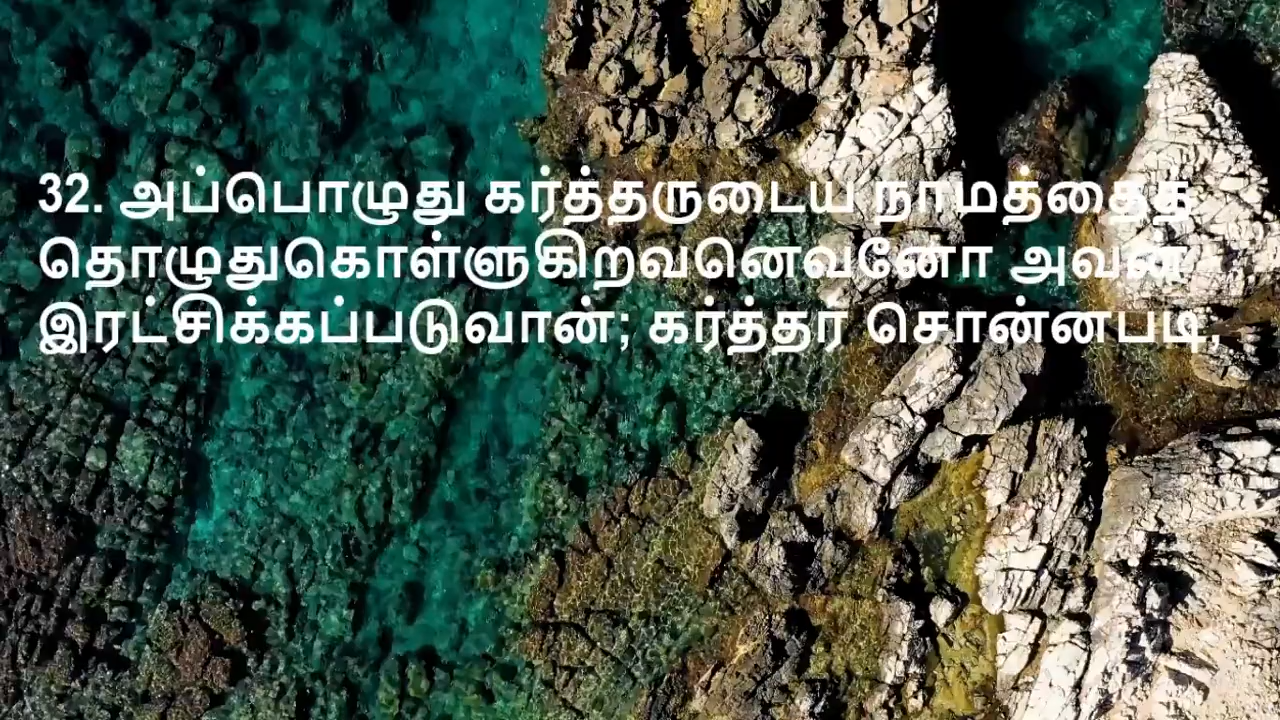 32. அப்பொழுது கர்த்தருடைய நாமத்தைத்
தொழுதுகொள்ளுகிறவனெவனோ அவன்
இரட்சிக்கப்படுவான்; கர்த்தர் சொன்னபடி,